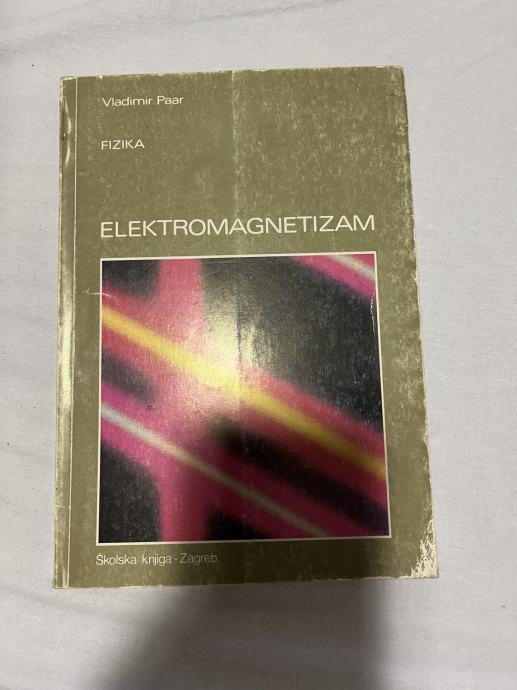 Vladimir Paar
FIZIKA
ELEKTROMAGNETIZAM
Školska knjiga · Zagreb